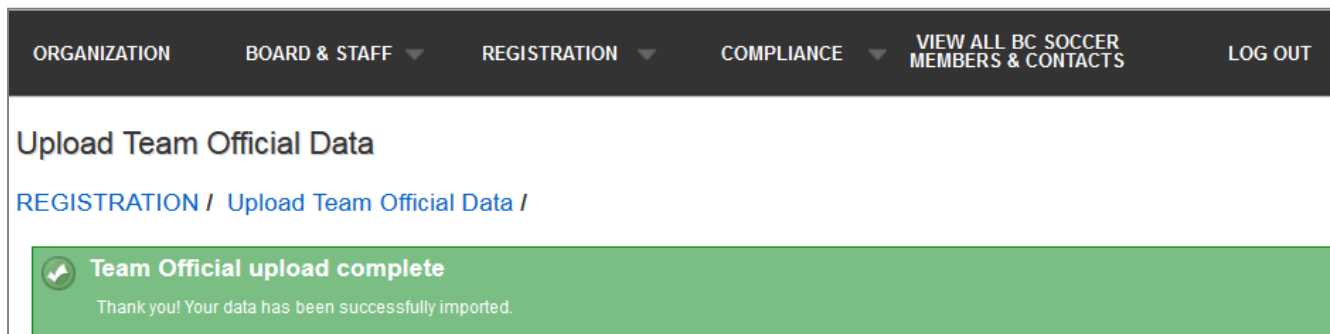 ORGANIZATION BOARD & STAFF REGISTRATION COMPLIANCE VIEW ALL BC SOCCER MEMBERS & CONTACTS LOG OUT
Upload Team Official Data
REGISTRATION / Upload Team Official Data /
Team Official upload complete
Thank you! Your data has been successfully imported.